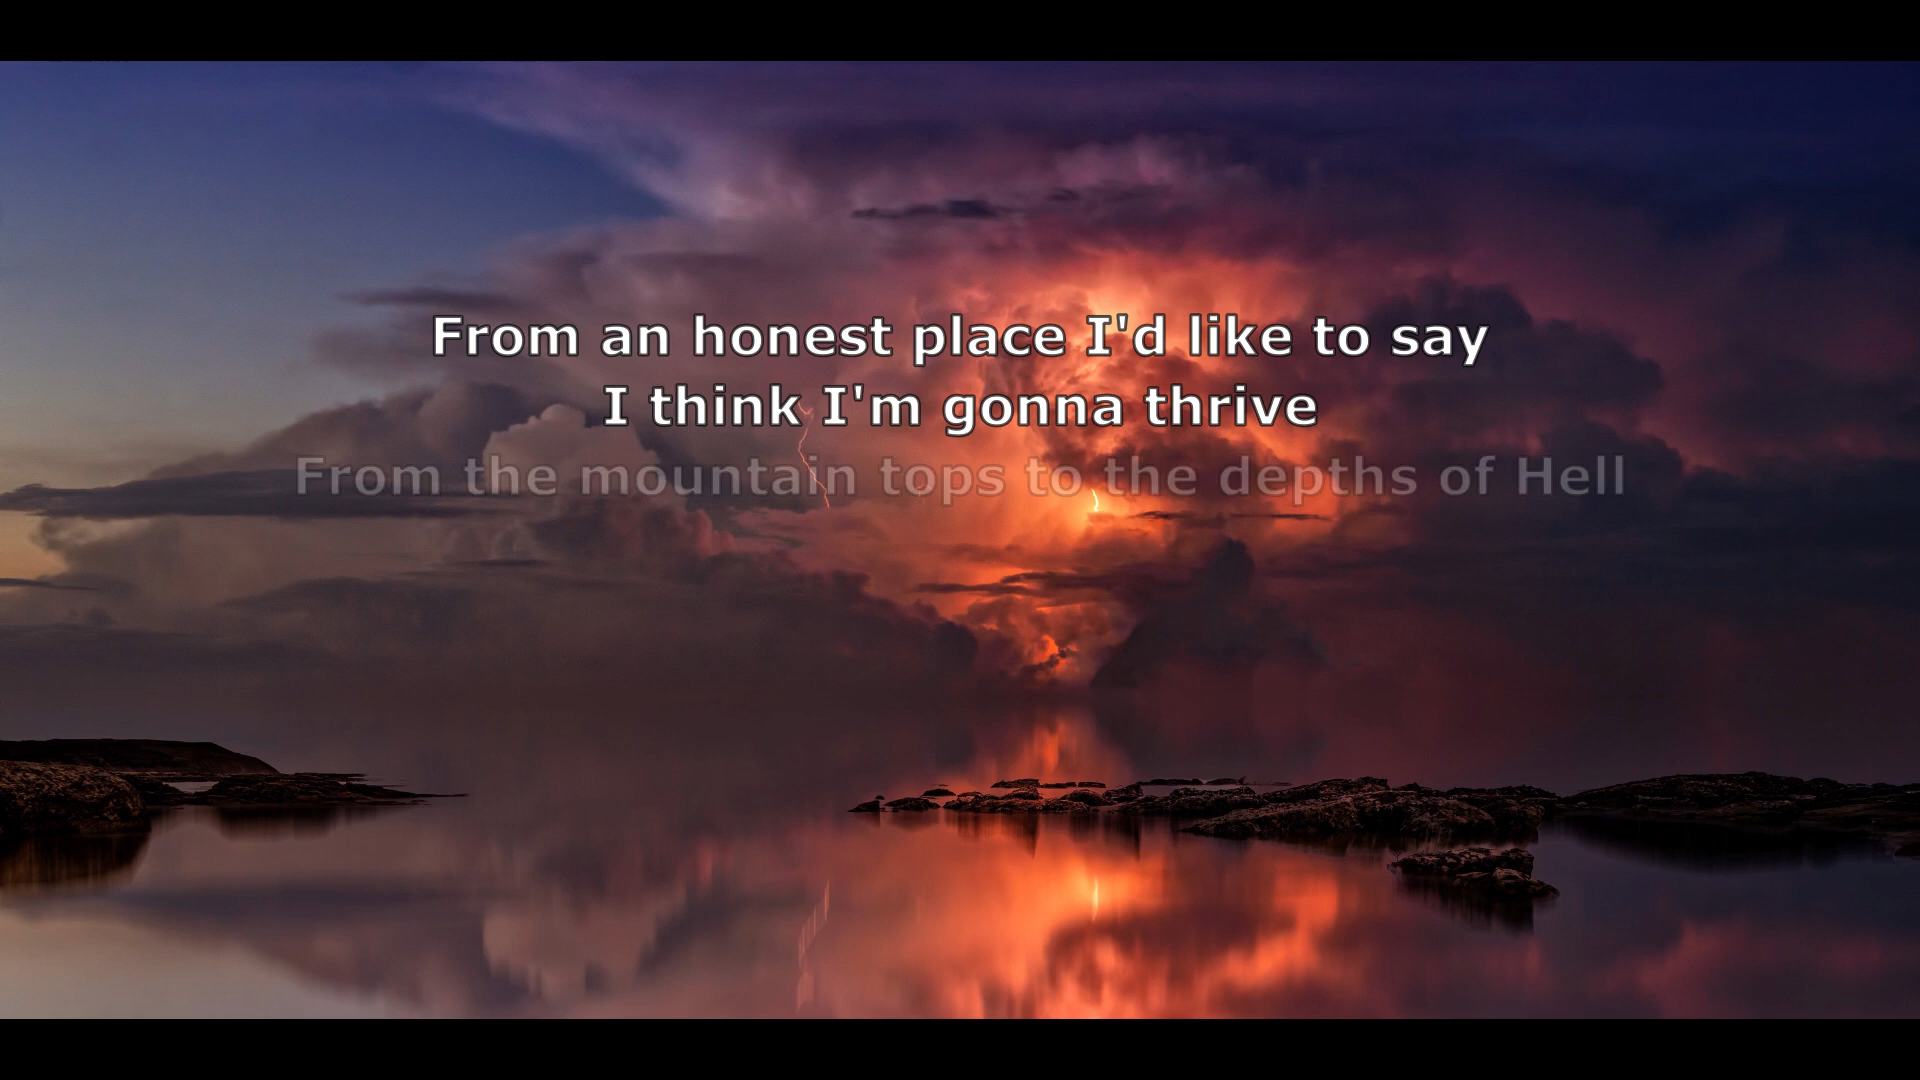 From an honest place I'd like to say
I think I'm gonna thrive
From the mountain tops to the depths of Hell